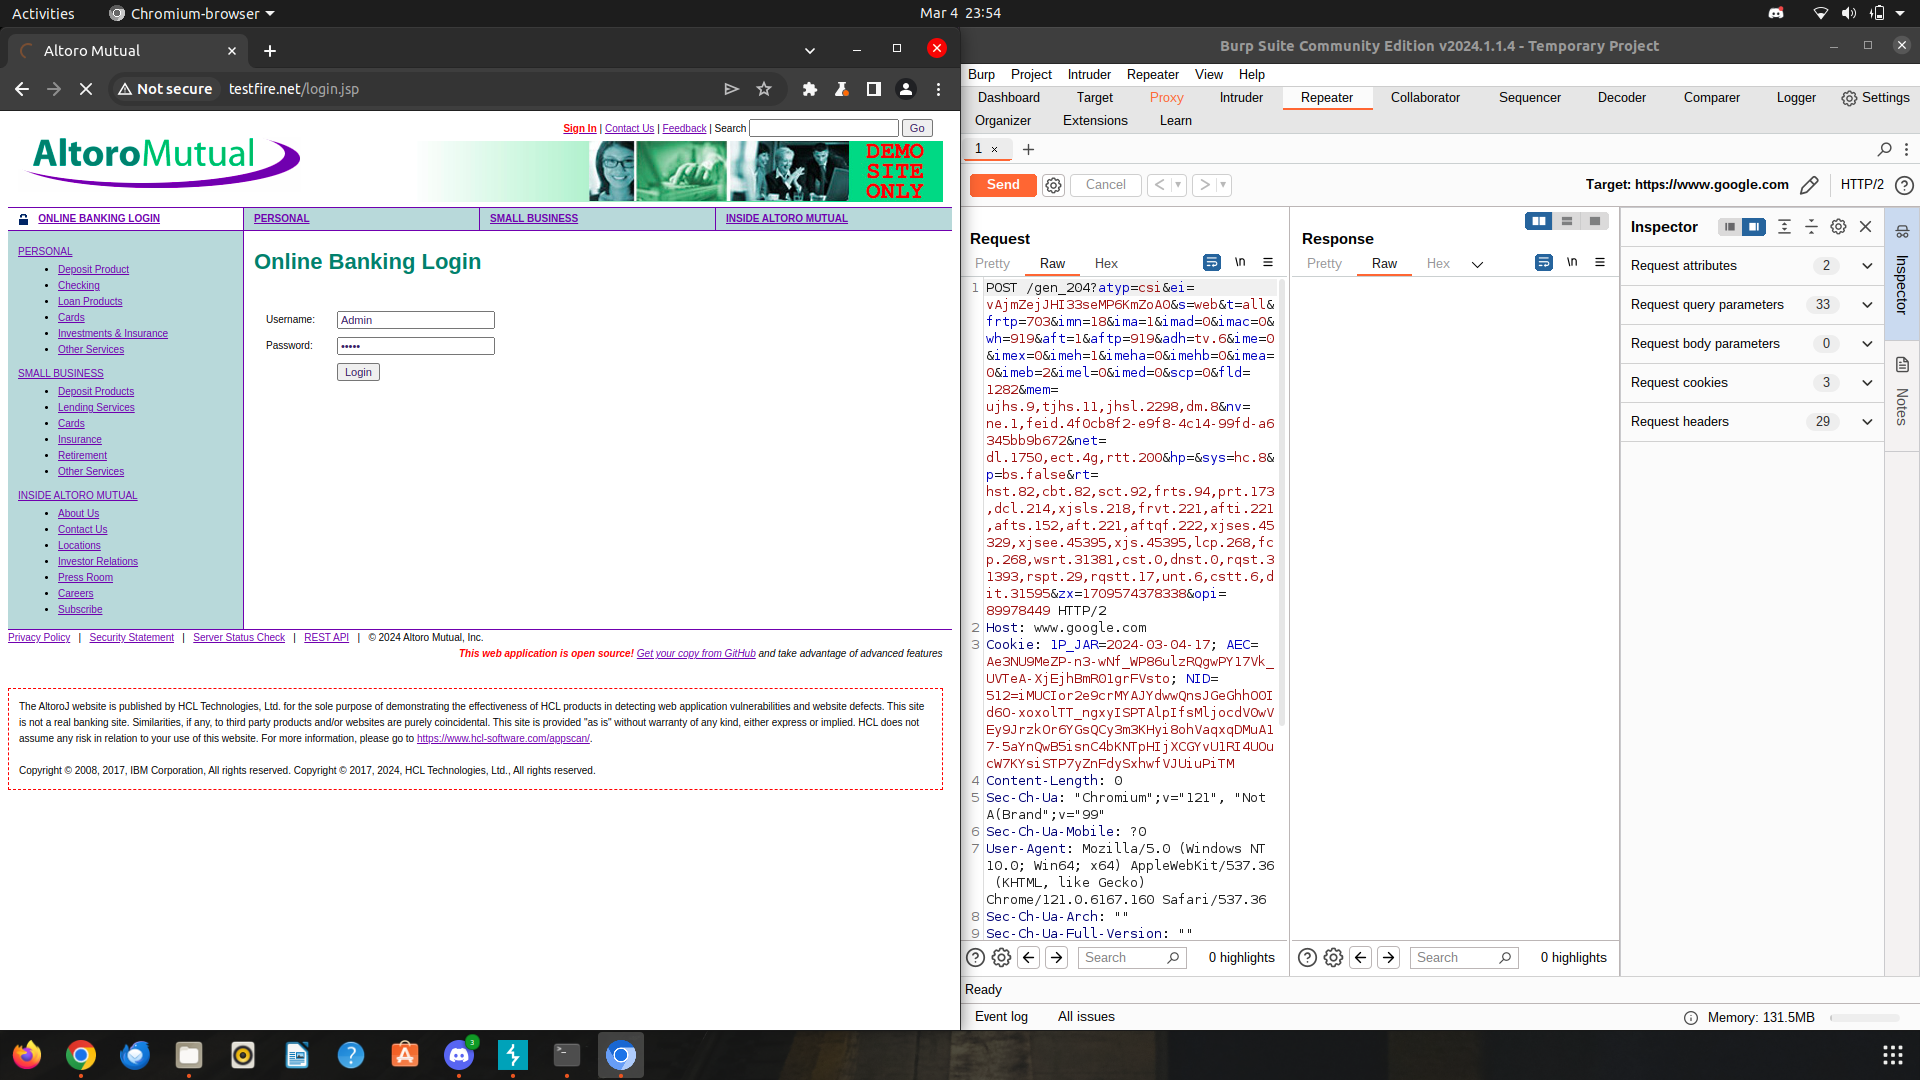 Activities
Chromium-browser
Mar 4 23:54
Altoro Mutual
Not secure
testfire.net/login.jsp
Sign In | Contact Us | Feedback | Search
Go
AltoroMutual
DEMO
SITE
ONLY
ONLINE BANKING LOGIN
PERSONAL
SMALL BUSINESS
INSIDE ALTORO MUTUAL
PERSONAL
Deposit Product
Checking
Loan Products
Cards
Investments & Insurance
Other Services
SMALL BUSINESS
Deposit Products
Lending Services
Cards
Insurance
Retirement
Other Services
INSIDE ALTORO MUTUAL
About Us
Contact Us
Locations
Investor Relations
Press Room
Careers
Subscribe
Online Banking Login
Username:
Admin
Password:
•••••
Login
Privacy Policy | Security Statement | Server Status Check | REST API | © 2024 Altoro Mutual, Inc.
This web application is open source! Get your copy from GitHub and take advantage of advanced features
The AltoroJ website is published by HCL Technologies, Ltd. for the sole purpose of demonstrating the effectiveness of HCL products in detecting web application vulnerabilities and website defects. This site
is not a real banking site. Similarities, if any, to third party products and/or websites are purely coincidental. This site is provided "as is" without warranty of any kind, either express or implied. HCL does not
assume any risk in relation to your use of this website. For more information, please go to https://www.hcl-software.com/appscan/.
Copyright © 2008, 2017, IBM Corporation, All rights reserved. Copyright © 2017, 2024, HCL Technologies, Ltd., All rights reserved.
Burp Suite Community Edition v2024.1.1.4 - Temporary Project
Burp Project Intruder Repeater View Help
Dashboard Target Proxy Intruder Repeater Collaborator Sequencer Decoder Comparer Logger Settings
Organizer Extensions Learn
1 ×
Send
Cancel
Target: https://www.google.com
HTTP/2
Request
Pretty Raw Hex
\n
1 POST /gen_204?atyp=csi&ei=
vAjmZejJHI33seMP6KmZoA0&s=web&t=all&
frtp=703&imn=18&ima=1&imad=0&imac=0&
wh=919&aft=1&aftp=919&adh=tv.6&ime=0
&imex=0&imeh=1&imeha=0&imehb=0&imea=
0&imeb=2&imel=0&imed=0&scp=0&fld=
1282&mem=
ujhs.9,tjhs.11,jhsl.2298,dm.8&nv=
ne.1,feid.4f0cb8f2-e9f8-4c14-99fd-a6
345bb9b672&net=
dl.1750,ect.4g,rtt.200&hp=&sys=hc.8&
p=bs.false&rt=
hst.82,cbt.82,sct.92,frts.94,prt.173
,dcl.214,xjsls.218,frvt.221,afti.221
,afts.152,aft.221,aftqf.222,xjses.45
329,xjsee.45395,xjs.45395,lcp.268,fc
p.268,wsrt.31381,cst.0,dnst.0,rqst.3
1393,rspt.29,rqstt.17,unt.6,cstt.6,d
it.31595&zx=1709574378338&opi=
89978449 HTTP/2
2 Host: www.google.com
3 Cookie: 1P_JAR=2024-03-04-17; AEC=
Ae3NU9MeZP-n3-wNf_WP86ulzRQgwPY17Vk_
UVTeA-XjEjhBmR01grFVsto; NID=
512=iMUCIor2e9crMYAJYdwwQnsJGeGhhO0I
d6O-xoxolTT_ngxyISPTAlpIfsMljocdVOwV
Ey9JrzkOr6YGsQCy3m3KHyi8ohVaqxqDMuA1
7-5aYnQwB5isnC4bKNTpHIjXCGYvU1RI4U0u
cW7KYsiSTP7yZnFdySxhwfVJUiuPiTM
4 Content-Length: 0
5 Sec-Ch-Ua: "Chromium";v="121", "Not
A(Brand";v="99"
6 Sec-Ch-Ua-Mobile: ?0
7 User-Agent: Mozilla/5.0 (Windows NT
10.0; Win64; x64) AppleWebKit/537.36
(KHTML, like Gecko)
Chrome/121.0.6167.160 Safari/537.36
8 Sec-Ch-Ua-Arch: ""
9 Sec-Ch-Ua-Full-Version: ""
Search
0 highlights
Response
Pretty Raw Hex
\n
Search
0 highlights
Inspector
Request attributes 2
Request query parameters 33
Request body parameters 0
Request cookies 3
Request headers 29
Inspector
Notes
Ready
Event log All issues
Memory: 131.5MB
3